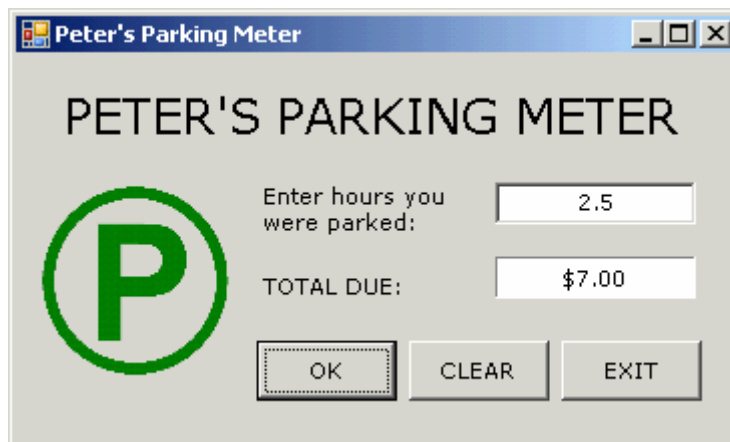 Peter's Parking Meter
PETER'S PARKING METER
P
Enter hours you
were parked:
2.5
TOTAL DUE:
$7.00
OK
CLEAR
EXIT